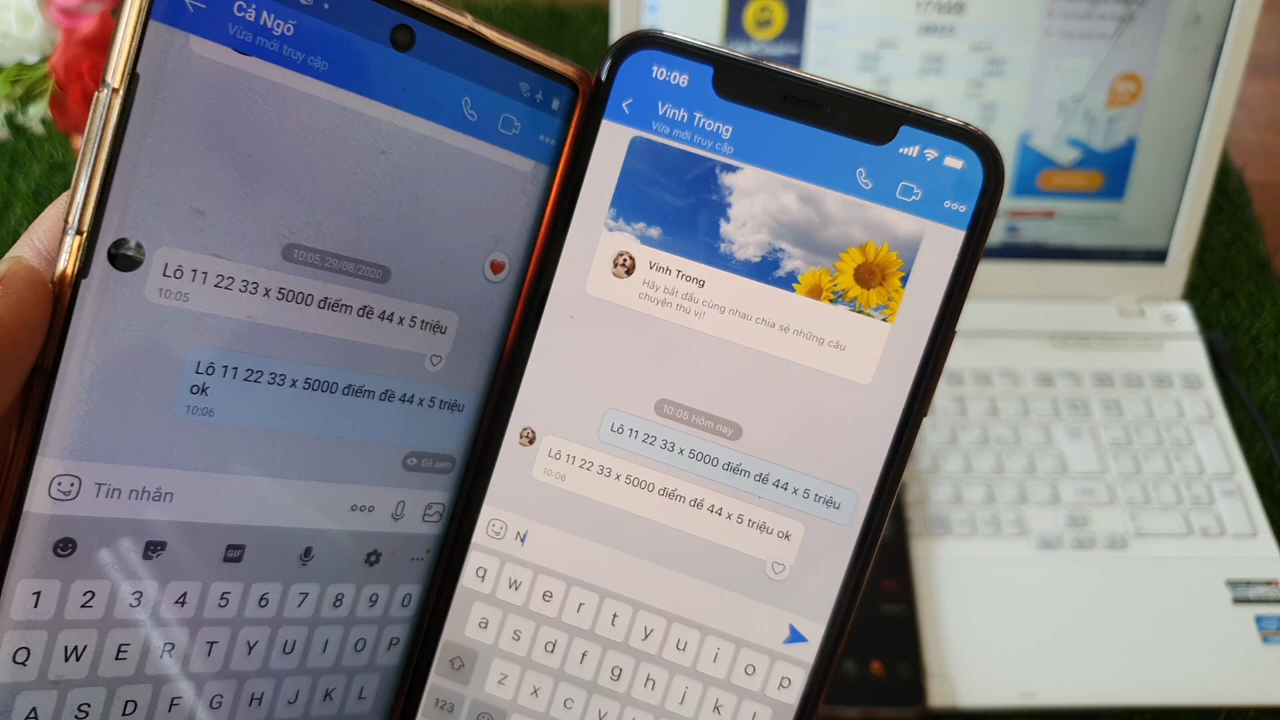 Cả Ngố
Vừa mới truy cập
10:05, 29/08/2020
Lô 11 22 33 x 5000 điểm đề 44 x 5 triệu
10:05
Lô 11 22 33 x 5000 điểm đề 44 x 5 triệu
ok
10:06
Đã xem
Tin nhắn
GIF
1 2 3 4 5 6 7 8 9 0
Q W E R T Y U I O P
A S D F G H J K L
10:06
Vinh Trong
Vừa mới truy cập
Vinh Trong
Hãy bắt đầu cùng nhau chia sẻ những câu
chuyện thú vị!
10:05 Hôm nay
Lô 11 22 33 x 5000 điểm đề 44 x 5 triệu
Lô 11 22 33 x 5000 điểm đề 44 x 5 triệu ok
10:06
N
q w e r t y u i o p
a s d f g h j k l
z x c v
123